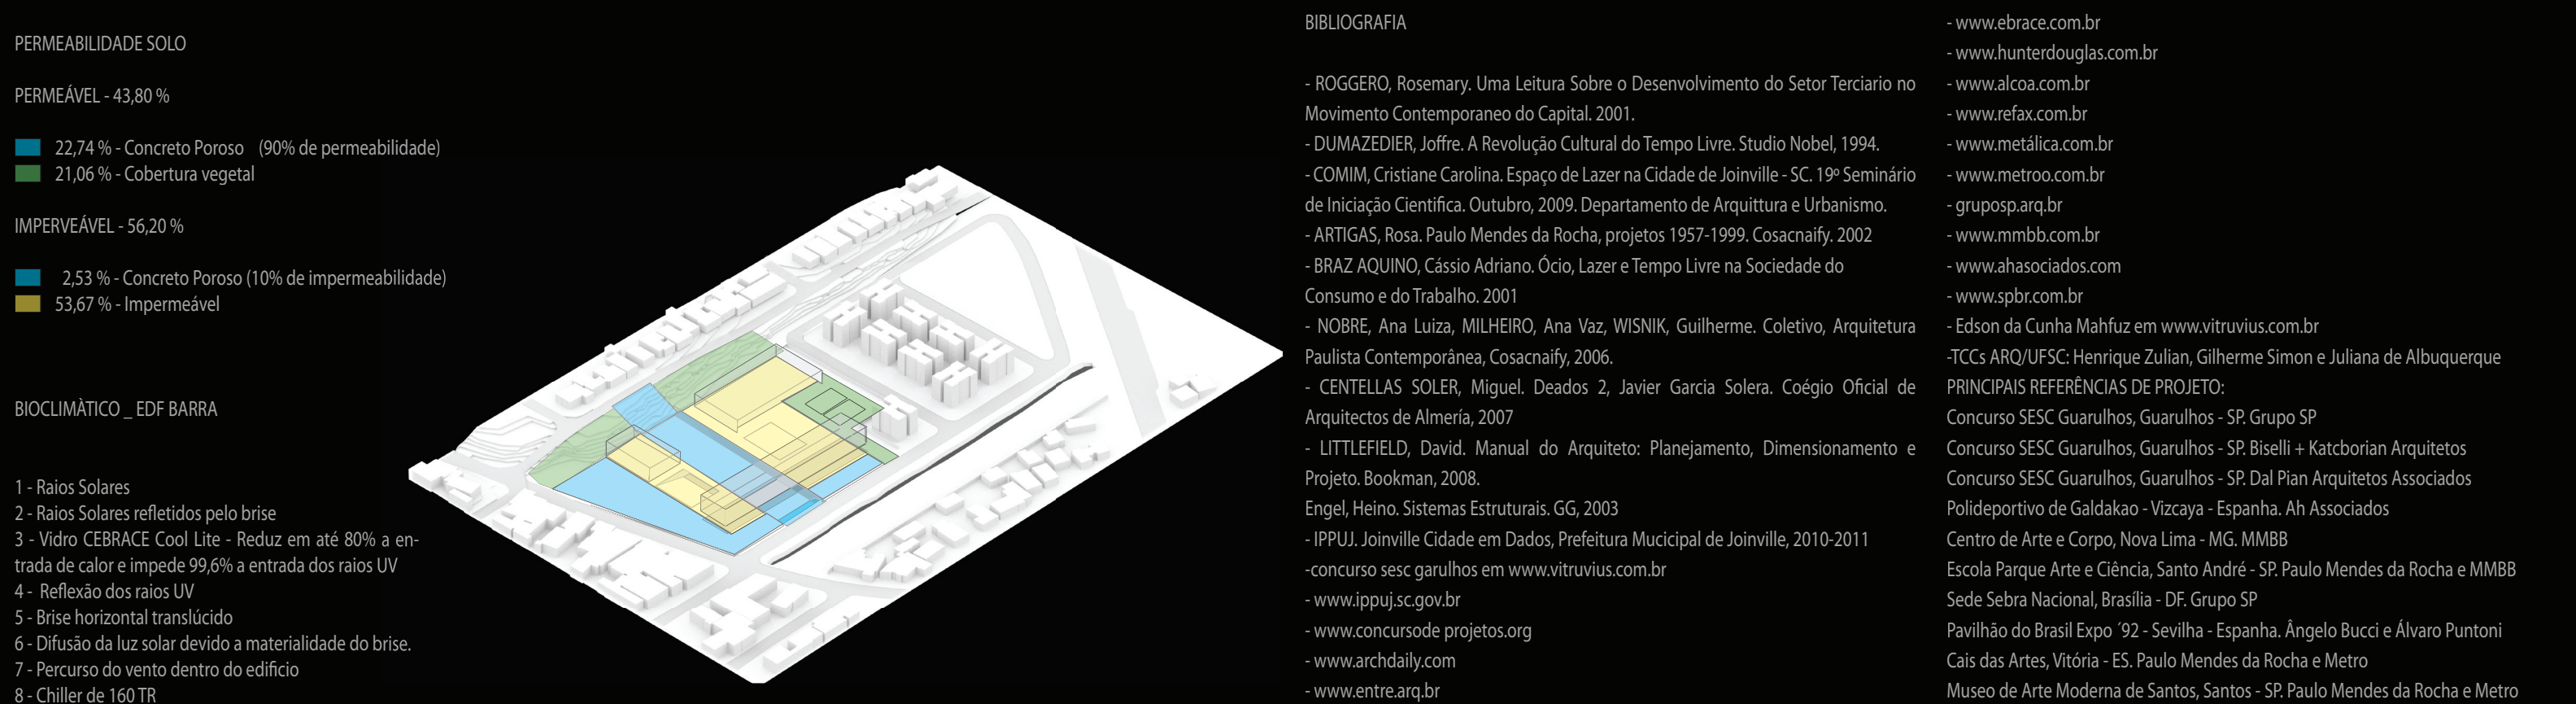 PERMEABILIDADE SOLO
PERMEÁVEL - 43,80 %
22,74 % - Concreto Poroso (90% de permeabilidade)
21,06 % - Cobertura vegetal
IMPERVEÁVEL - 56,20 %
2,53 % - Concreto Poroso (10% de impermeabilidade)
53,67 % - Impermeável
BIOCLIMÀTICO _ EDF BARRA
1 - Raios Solares
2 - Raios Solares refletidos pelo brise
3 - Vidro CEBRACE Cool Lite - Reduz em até 80% a en-
trada de calor e impede 99,6% a entrada dos raios UV
4 - Reflexão dos raios UV
5 - Brise horizontal translúcido
6 - Difusão da luz solar devido a materialidade do brise.
7 - Percurso do vento dentro do edificio
8 - Chiller de 160 TR
BIBLIOGRAFIA
- ROGGERO, Rosemary. Uma Leitura Sobre o Desenvolvimento do Setor Terciario no
Movimento Contemporaneo do Capital. 2001.
- DUMAZEDIER, Joffre. A Revolução Cultural do Tempo Livre. Studio Nobel, 1994.
- COMIM, Cristiane Carolina. Espaço de Lazer na Cidade de Joinville - SC. 19º Seminário
de Iniciação Cientifica. Outubro, 2009. Departamento de Arquittura e Urbanismo.
- ARTIGAS, Rosa. Paulo Mendes da Rocha, projetos 1957-1999. Cosacnaify. 2002
- BRAZ AQUINO, Cássio Adriano. Ócio, Lazer e Tempo Livre na Sociedade do
Consumo e do Trabalho. 2001
- NOBRE, Ana Luiza, MILHEIRO, Ana Vaz, WISNIK, Guilherme. Coletivo, Arquitetura
Paulista Contemporânea, Cosacnaify, 2006.
- CENTELLAS SOLER, Miguel. Deados 2, Javier Garcia Solera. Coégio Oficial de
Arquitectos de Almería, 2007
- LITTLEFIELD, David. Manual do Arquiteto: Planejamento, Dimensionamento e
Projeto. Bookman, 2008.
Engel, Heino. Sistemas Estruturais. GG, 2003
- IPPUJ. Joinville Cidade em Dados, Prefeitura Mucicipal de Joinville, 2010-2011
-concurso sesc garulhos em www.vitruvius.com.br
- www.ippuj.sc.gov.br
- www.concursode projetos.org
- www.archdaily.com
- www.entre.arq.br
- www.ebrace.com.br
- www.hunterdouglas.com.br
- www.alcoa.com.br
- www.refax.com.br
- www.metálica.com.br
- www.metroo.com.br
- gruposp.arq.br
- www.mmbb.com.br
- www.ahasociados.com
- www.spbr.com.br
- Edson da Cunha Mahfuz em www.vitruvius.com.br
-TCCs ARQ/UFSC: Henrique Zulian, Gilherme Simon e Juliana de Albuquerque
PRINCIPAIS REFERÊNCIAS DE PROJETO:
Concurso SESC Guarulhos, Guarulhos - SP. Grupo SP
Concurso SESC Guarulhos, Guarulhos - SP. Biselli + Katcborian Arquitetos
Concurso SESC Guarulhos, Guarulhos - SP. Dal Pian Arquitetos Associados
Polideportivo de Galdakao - Vizcaya - Espanha. Ah Associados
Centro de Arte e Corpo, Nova Lima - MG. MMBB
Escola Parque Arte e Ciência, Santo André - SP. Paulo Mendes da Rocha e MMBB
Sede Sebra Nacional, Brasília - DF. Grupo SP
Pavilhão do Brasil Expo ´92 - Sevilha - Espanha. Ângelo Bucci e Álvaro Puntoni
Cais das Artes, Vitória - ES. Paulo Mendes da Rocha e Metro
Museo de Arte Moderna de Santos, Santos - SP. Paulo Mendes da Rocha e Metro